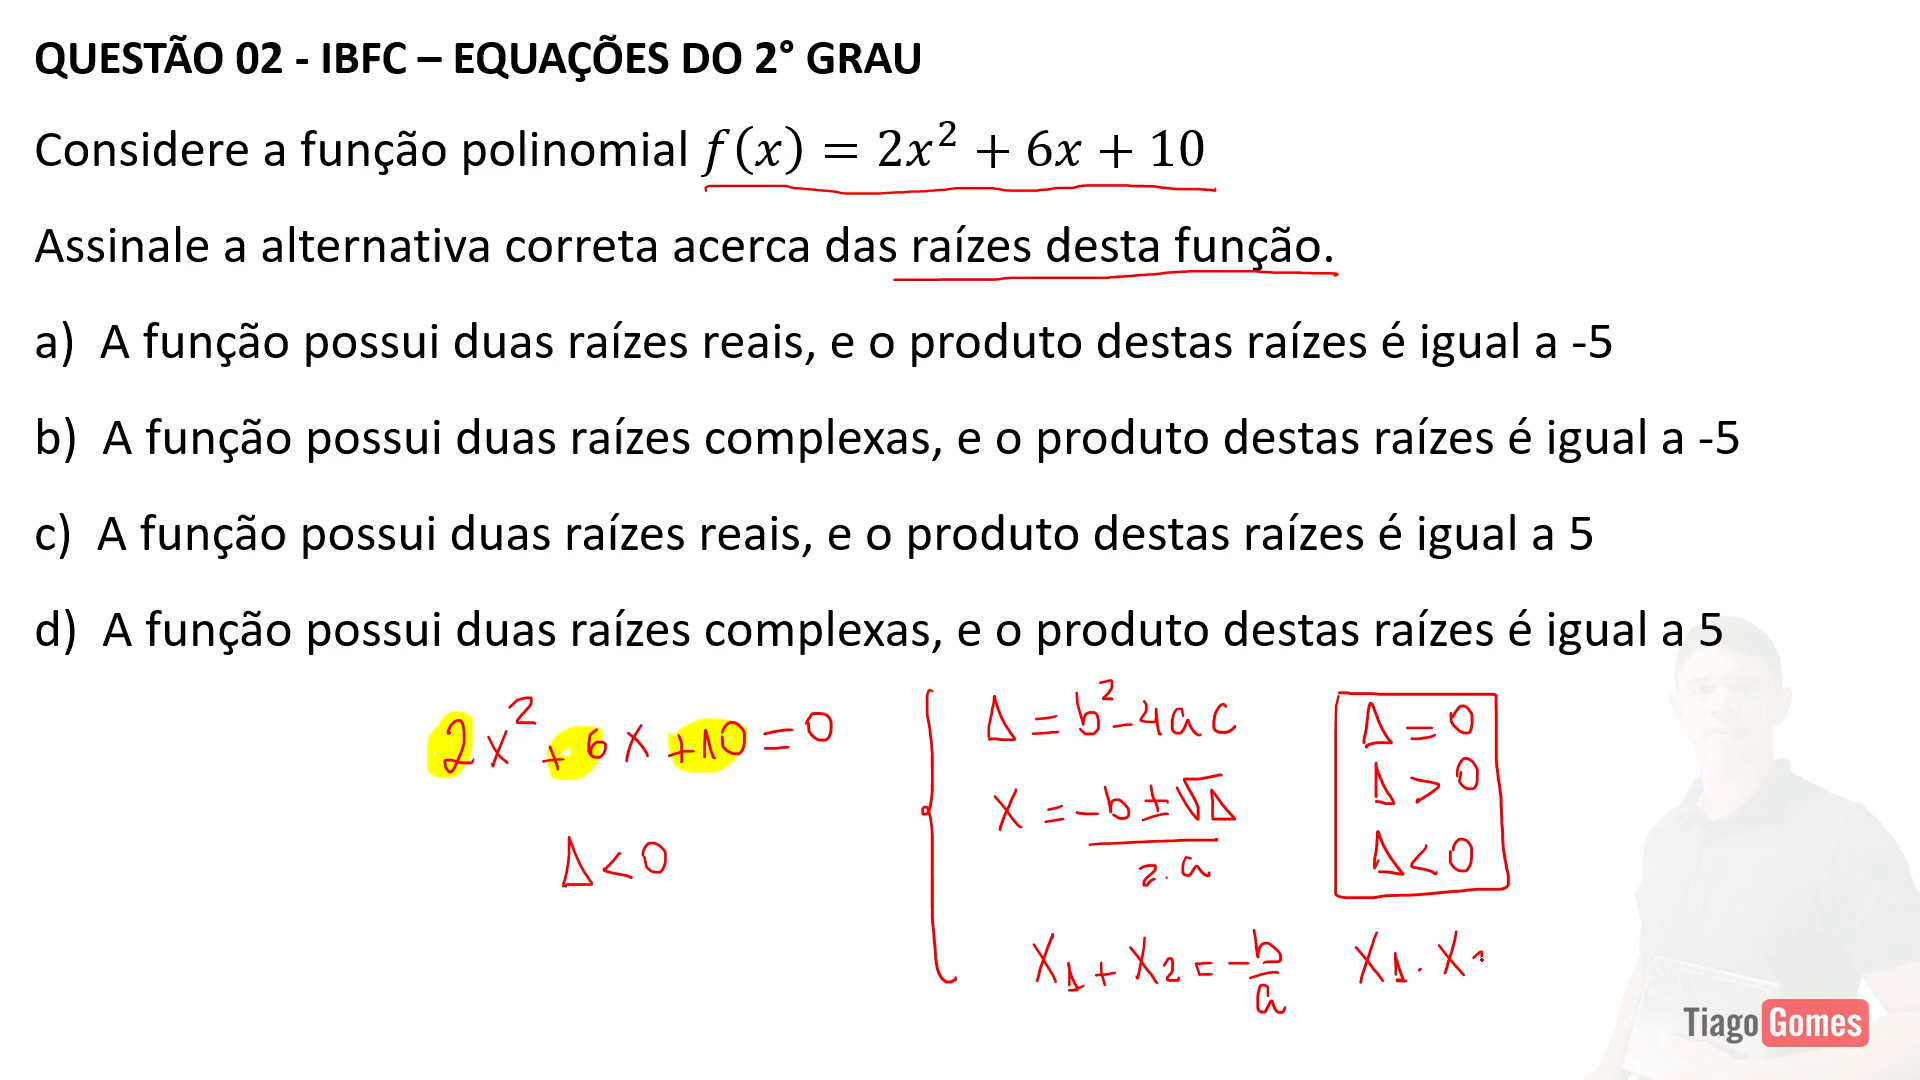 QUESTÃO 02 - IBFC – EQUAÇÕES DO 2° GRAU
Considere a função polinomial f(x) = 2x² + 6x + 10
Assinale a alternativa correta acerca das raízes desta função.
a) A função possui duas raízes reais, e o produto destas raízes é igual a -5
b) A função possui duas raízes complexas, e o produto destas raízes é igual a -5
c) A função possui duas raízes reais, e o produto destas raízes é igual a 5
d) A função possui duas raízes complexas, e o produto destas raízes é igual a 5
2x² + 6x + 10 = 0
Δ < 0
Δ = b² - 4ac
x = -b ± √Δ / 2.a
x₁ + x₂ = -b/a
Δ = 0
Δ > 0
Δ < 0
x₁ . x
Tiago Gomes